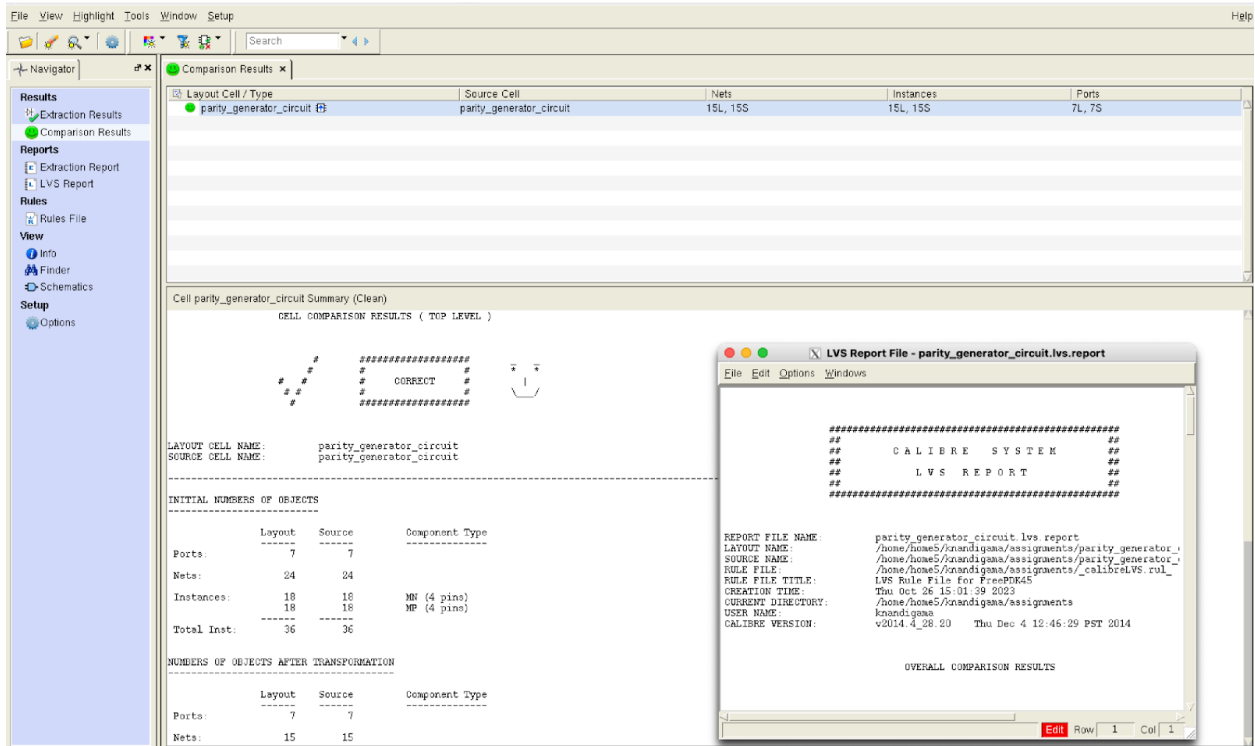 File View Highlight Tools Window Setup Help
Search
Navigator
Comparison Results
Results
Extraction Results
Comparison Results
Reports
Extraction Report
LVS Report
Rules
Rules File
View
Info
Finder
Schematics
Setup
Options
Layout Cell / Type Source Cell Nets Instances Ports
parity_generator_circuit parity_generator_circuit 15L, 15S 15L, 15S 7L, 7S
Cell parity_generator_circuit Summary (Clean)
CELL COMPARISON RESULTS ( TOP LEVEL )
# ################### _ _
# # # * *
# # # CORRECT # |
# # # # \___/
# ###################
LAYOUT CELL NAME: parity_generator_circuit
SOURCE CELL NAME: parity_generator_circuit
INITIAL NUMBERS OF OBJECTS
Layout Source Component Type
Ports: 7 7
Nets: 24 24
Instances: 18 18 MN (4 pins)
18 18 MP (4 pins)
Total Inst: 36 36
NUMBERS OF OBJECTS AFTER TRANSFORMATION
Layout Source Component Type
Ports: 7 7
Nets: 15 15
LVS Report File - parity_generator_circuit.lvs.report
File Edit Options Windows
##################################################
## ##
## C A L I B R E S Y S T E M ##
## ##
## L V S R E P O R T ##
## ##
##################################################
REPORT FILE NAME: parity_generator_circuit.lvs.report
LAYOUT NAME: /home/home5/knandigama/assignments/parity_generator_
SOURCE NAME: /home/home5/knandigama/assignments/parity_generator_
RULE FILE: /home/home5/knandigama/assignments/_calibreLVS.rul_
RULE FILE TITLE: LVS Rule File for FreePDK45
CREATION TIME: Thu Oct 26 15:01:39 2023
CURRENT DIRECTORY: /home/home5/knandigama/assignments
USER NAME: knandigama
CALIBRE VERSION: v2014.4_28.20 Thu Dec 4 12:46:29 PST 2014
OVERALL COMPARISON RESULTS
Edit Row 1 Col 1